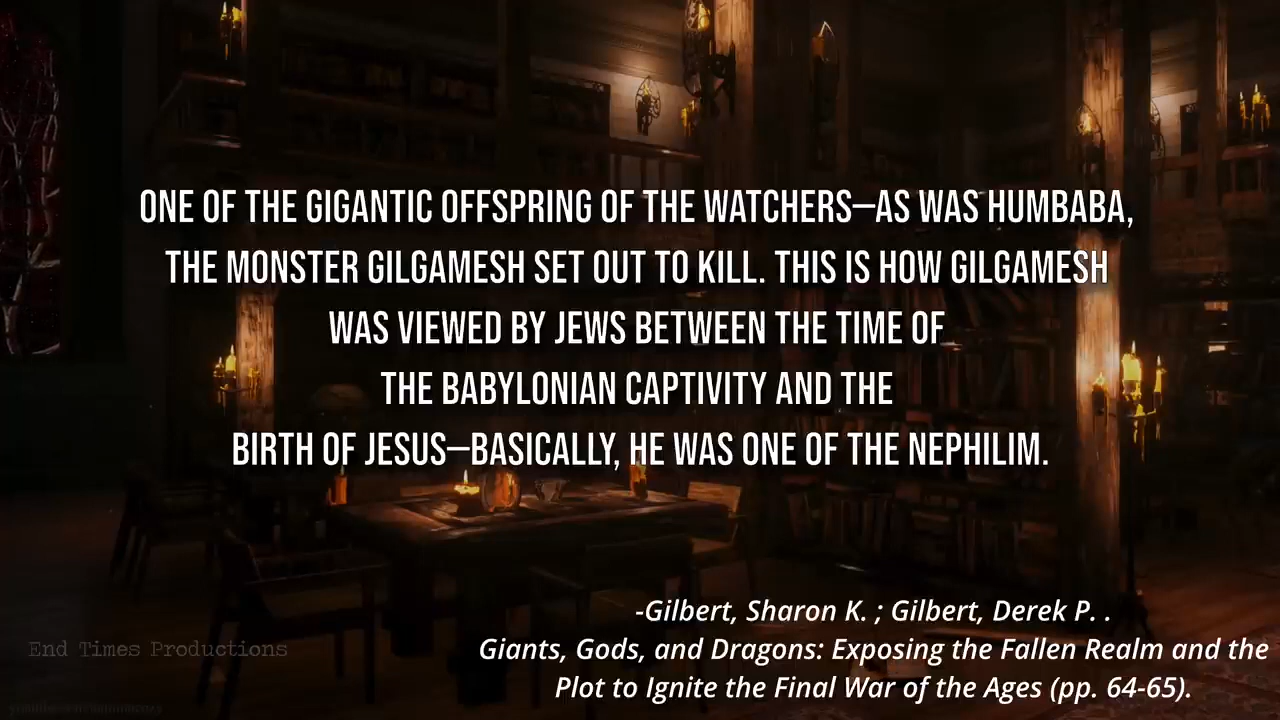 ONE OF THE GIGANTIC OFFSPRING OF THE WATCHERS—AS WAS HUMBABA,
THE MONSTER GILGAMESH SET OUT TO KILL. THIS IS HOW GILGAMESH
WAS VIEWED BY JEWS BETWEEN THE TIME OF
THE BABYLONIAN CAPTIVITY AND THE
BIRTH OF JESUS—BASICALLY, HE WAS ONE OF THE NEPHILIM.
-Gilbert, Sharon K. ; Gilbert, Derek P. .
Giants, Gods, and Dragons: Exposing the Fallen Realm and the
Plot to Ignite the Final War of the Ages (pp. 64-65).
End Times Productions